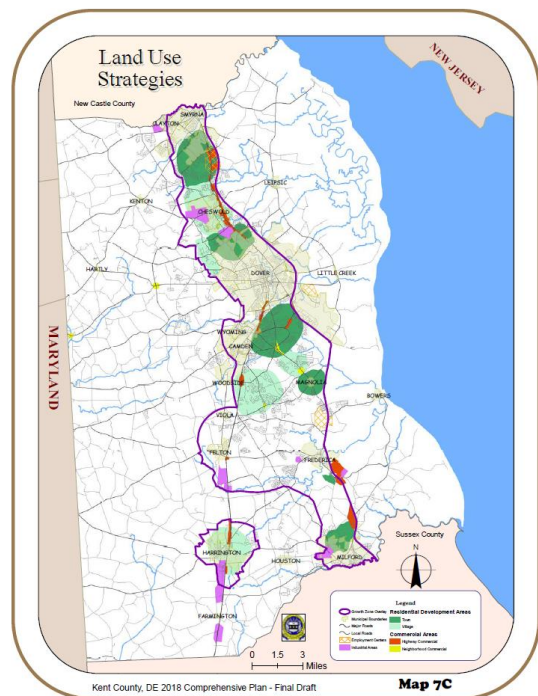 Land Use
Strategies
NEW JERSEY
New Castle County
SMYRNA
CLAYTON
LEIPSIC
KENTON
CHESWOLD
HARTLY
DOVER
LITTLE CREEK
MARYLAND
WYOMING
CAMDEN
WOODSIDE
MAGNOLIA
BOWERS
VIOLA
FELTON
FREDERICA
Sussex County
N
HARRINGTON
HOUSTON
MILFORD
FARMINGTON
Legend
Growth Zone Overlay
Municipal Boundaries
Major Roads
Local Roads
Employment Centers
Industrial Areas
Residential Development Areas
Town
Village
Commercial Areas
Highway Commercial
Neighborhood Commercial
0 1.5 3
Miles
Kent County, DE 2018 Comprehensive Plan - Final Draft
Map 7C